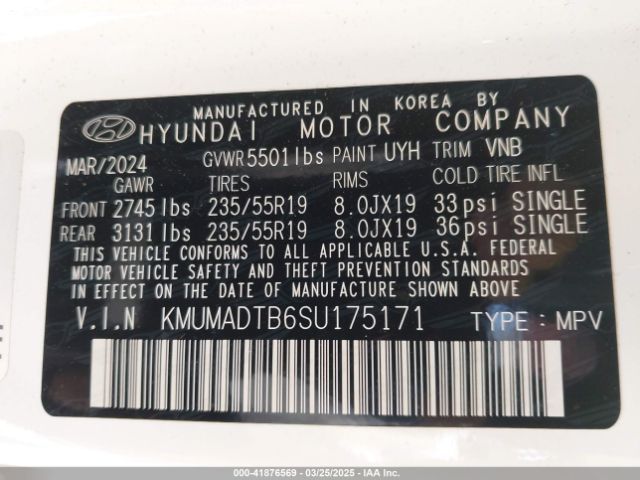 MANUFACTURED IN KOREA BY
HYUNDAI MOTOR COMPANY
MAR/2024 GVWR 5501 lbs PAINT UYH TRIM VNB
GAWR TIRES RIMS COLD TIRE INFL
FRONT 2745 lbs 235/55R19 8.0JX19 33 psi SINGLE
REAR 3131 lbs 235/55R19 8.0JX19 36 psi SINGLE
THIS VEHICLE CONFORMS TO ALL APPLICABLE U.S.A. FEDERAL
MOTOR VEHICLE SAFETY AND THEFT PREVENTION STANDARDS
IN EFFECT ON THE DATE OF MANUFACTURE SHOWN ABOVE
V.I.N KMUMADTB6SU175171 TYPE : MPV
000-41876569 - 03/25/2025 - IAAI.COM